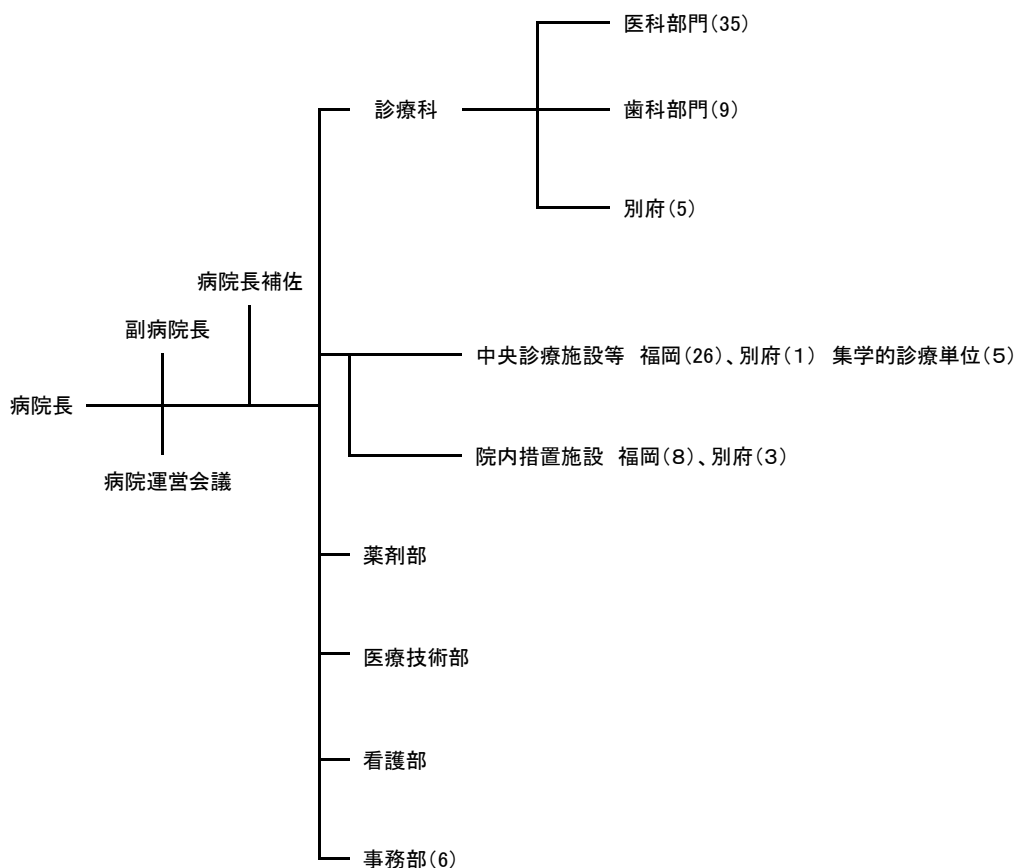 医科部門(35)
診療科
歯科部門(9)
別府(5)
病院長補佐
副病院長
中央診療施設等 福岡(26)、別府(1) 集学的診療単位(5)
病院長
院内措置施設 福岡(8)、別府(3)
病院運営会議
薬剤部
医療技術部
看護部
事務部(6)